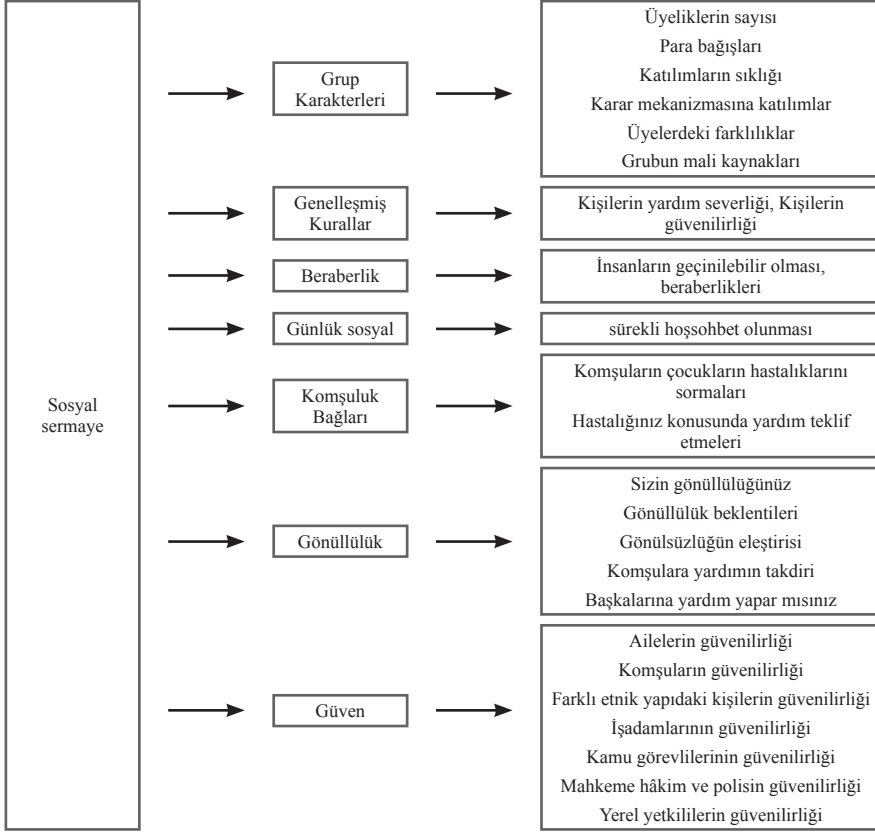 Sosyal
sermaye
Grup
Karakterleri
Üyeliklerin sayısı
Para bağışları
Katılımların sıklığı
Karar mekanizmasına katılımlar
Üyelerdeki farklılıklar
Grubun mali kaynakları
Genelleşmiş
Kurallar
Kişilerin yardım severliği, Kişilerin
güvenilirliği
Beraberlik
İnsanların geçinilebilir olması,
beraberlikleri
Günlük sosyal
sürekli hoşsohbet olunması
Komşuluk
Bağları
Komşuların çocukların hastalıklarını
sormaları
Hastalığınız konusunda yardım teklif
etmeleri
Gönüllülük
Sizin gönüllülüğünüz
Gönüllülük beklentileri
Gönülsüzlüğün eleştirisi
Komşulara yardımın takdiri
Başkalarına yardım yapar mısınız
Güven
Ailelerin güvenilirliği
Komşuların güvenilirliği
Farklı etnik yapıdaki kişilerin güvenilirliği
İşadamlarının güvenilirliği
Kamu görevlilerinin güvenilirliği
Mahkeme hâkim ve polisin güvenilirliği
Yerel yetkililerin güvenilirliği